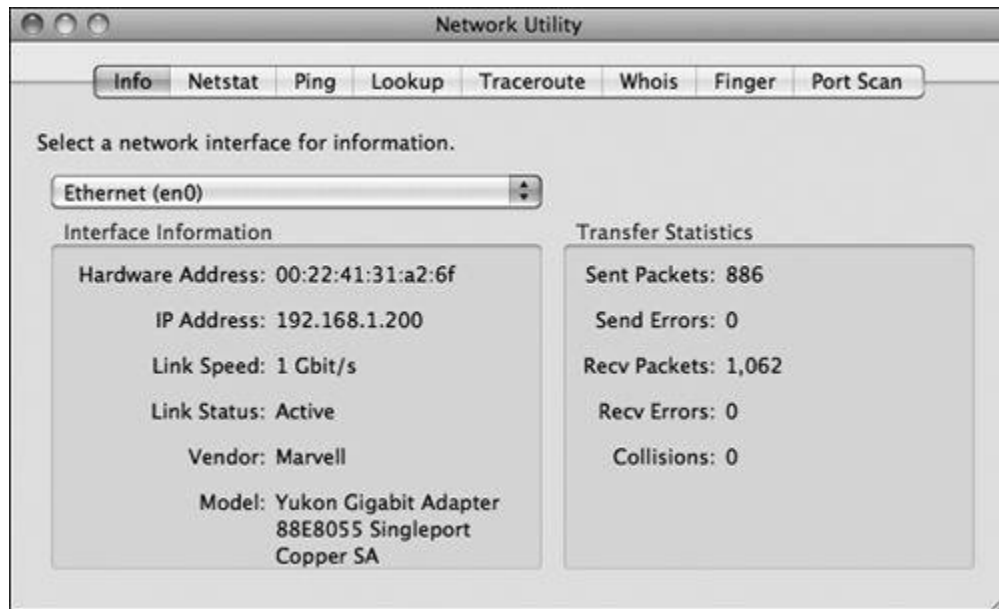 Network Utility
Info Netstat Ping Lookup Traceroute Whois Finger Port Scan
Select a network interface for information.
Ethernet (en0)
Interface Information
Hardware Address: 00:22:41:31:a2:6f
IP Address: 192.168.1.200
Link Speed: 1 Gbit/s
Link Status: Active
Vendor: Marvell
Model: Yukon Gigabit Adapter
88E8055 Singleport
Copper SA
Transfer Statistics
Sent Packets: 886
Send Errors: 0
Recv Packets: 1,062
Recv Errors: 0
Collisions: 0